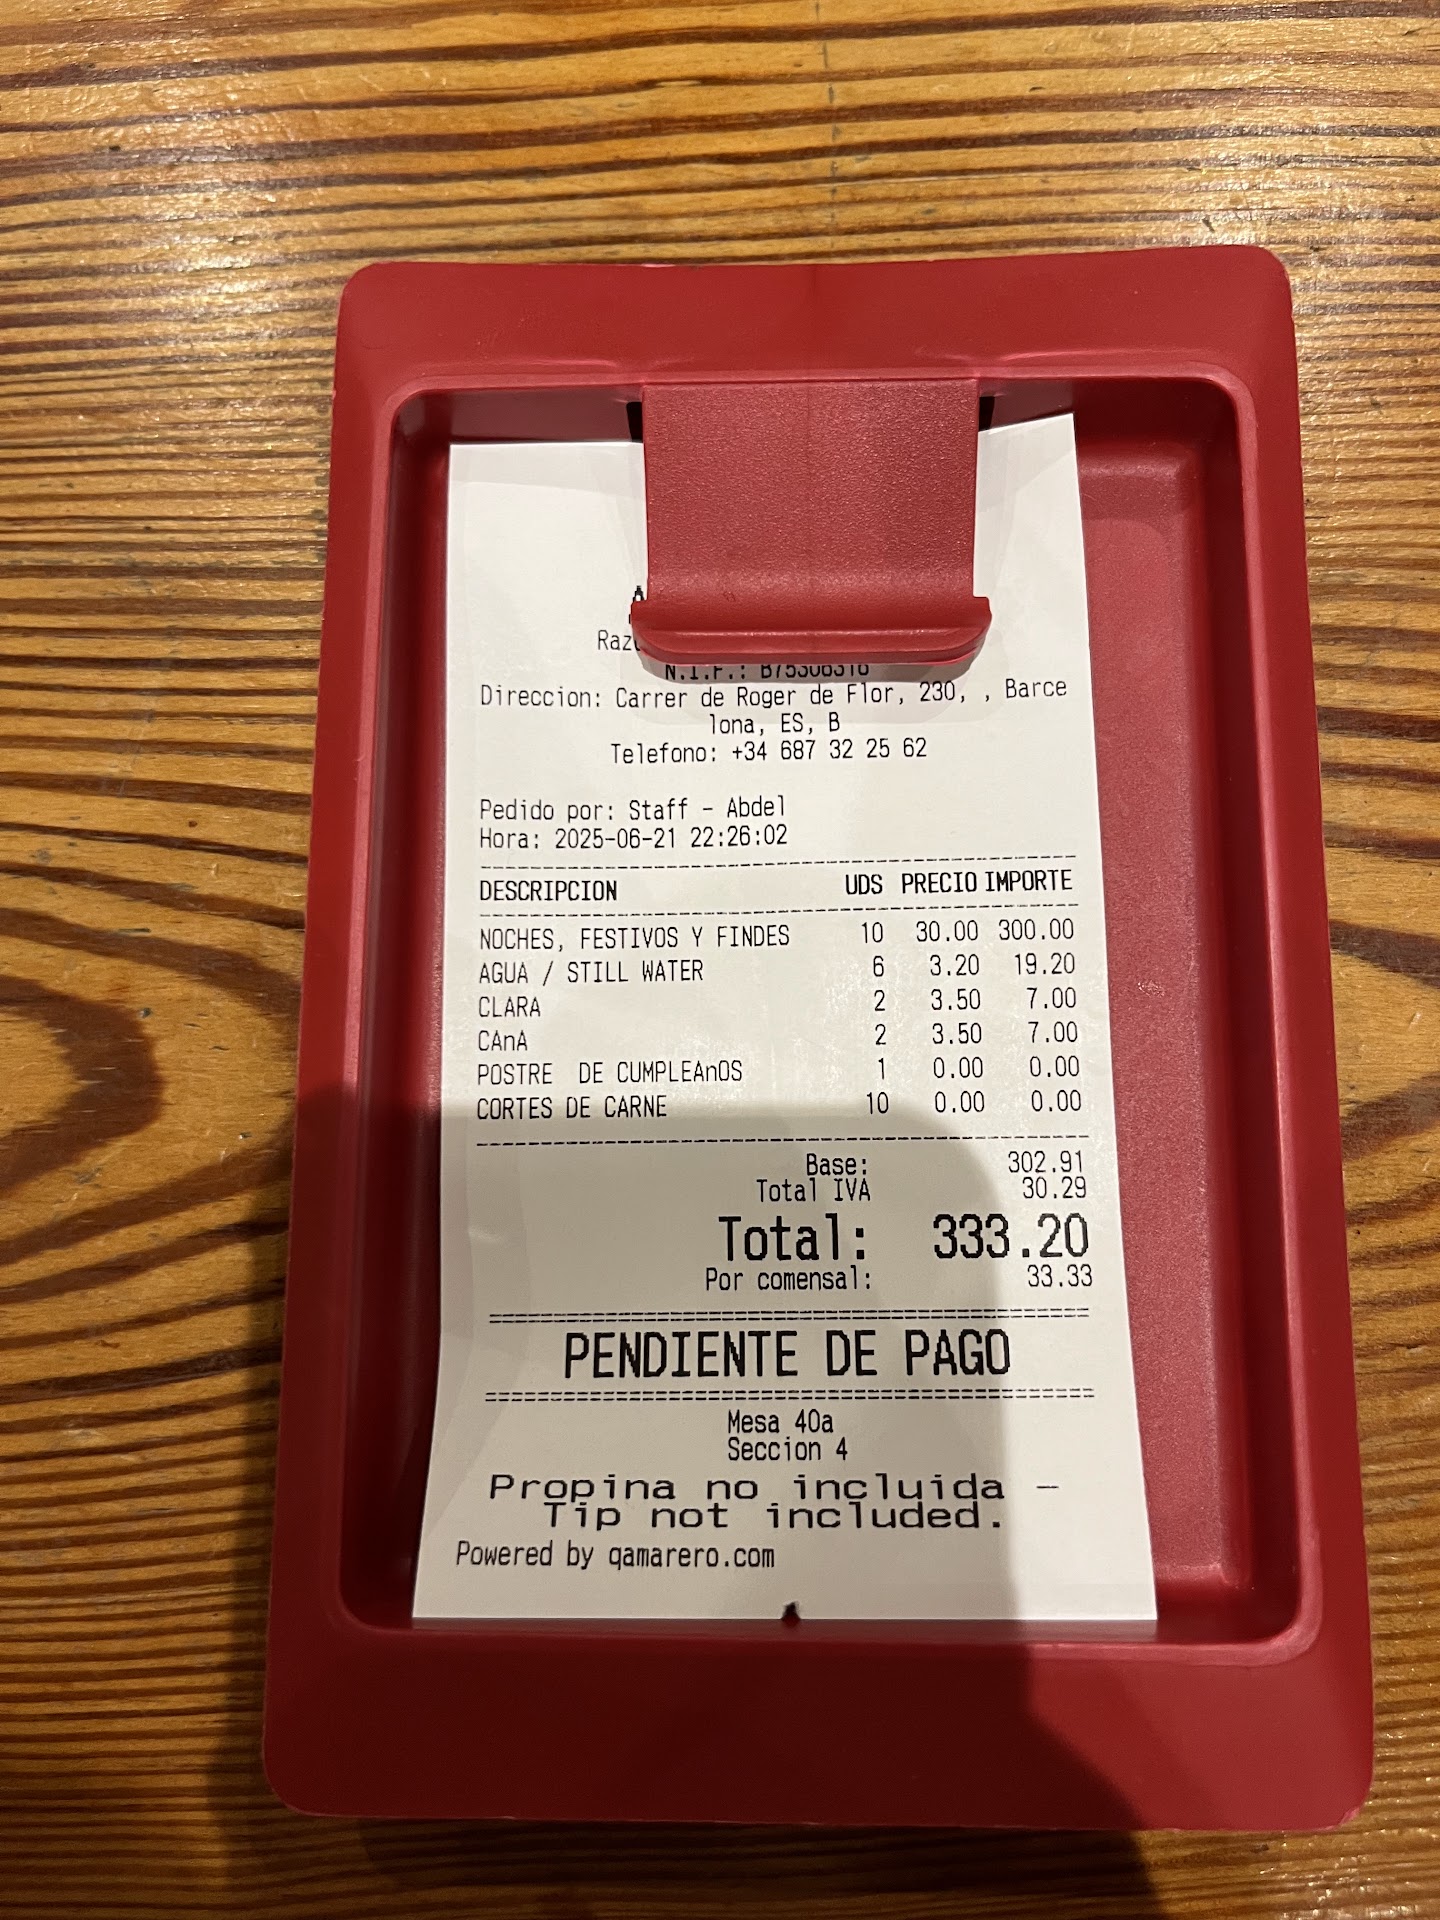 Direccion: Carrer de Roger de Flor, 230, , Barce
lona, ES, B
Telefono: +34 687 32 25 62
Pedido por: Staff - Abdel
Hora: 2025-06-21 22:26:02
DESCRIPCION UDS PRECIO IMPORTE
NOCHES, FESTIVOS Y FINDES 10 30.00 300.00
AGUA / STILL WATER 6 3.20 19.20
CLARA 2 3.50 7.00
CAnA 2 3.50 7.00
POSTRE DE CUMPLEAnOS 1 0.00 0.00
CORTES DE CARNE 10 0.00 0.00
Base: 302.91
Total IVA 30.29
Total: 333.20
Por comensal: 33.33
PENDIENTE DE PAGO
Mesa 40a
Seccion 4
Propina no incluida -
Tip not included.
Powered by qamarero.com